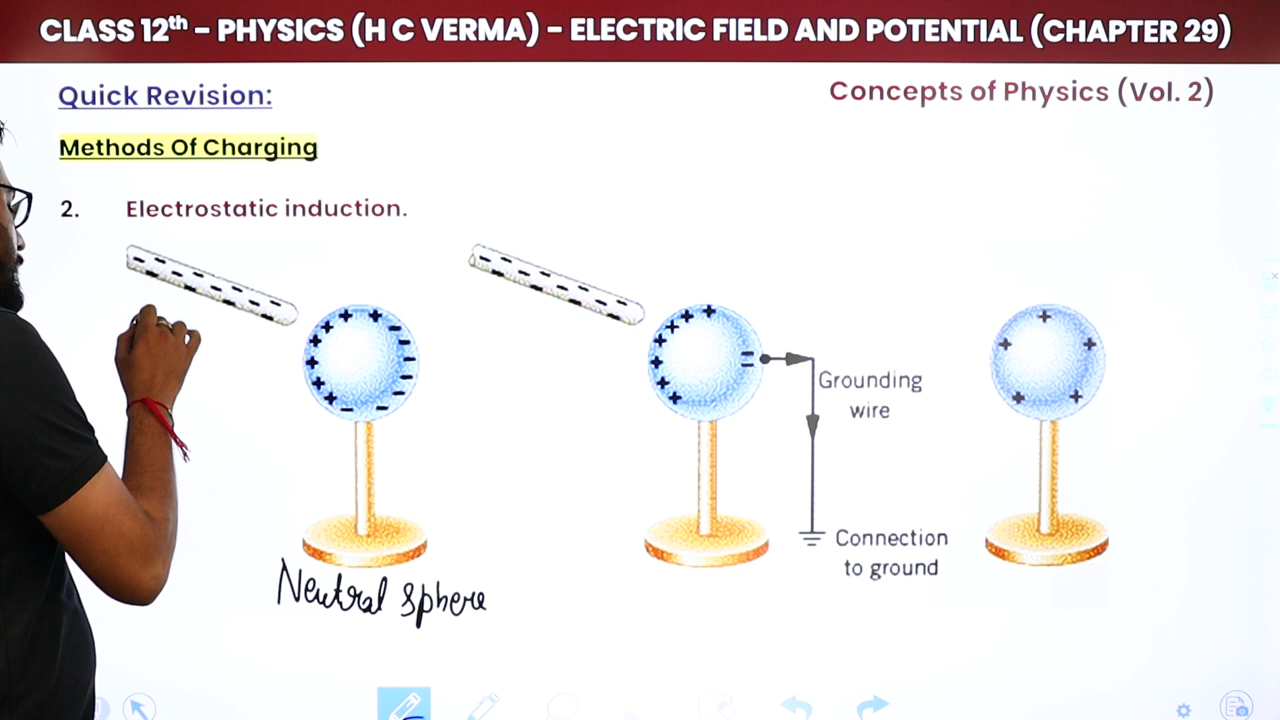 CLASS 12th – PHYSICS (H C VERMA) – ELECTRIC FIELD AND POTENTIAL (CHAPTER 29)
Quick Revision:
Concepts of Physics (Vol. 2)
Methods Of Charging
2. Electrostatic induction.
Grounding
wire
Connection
to ground
Neutral sphere